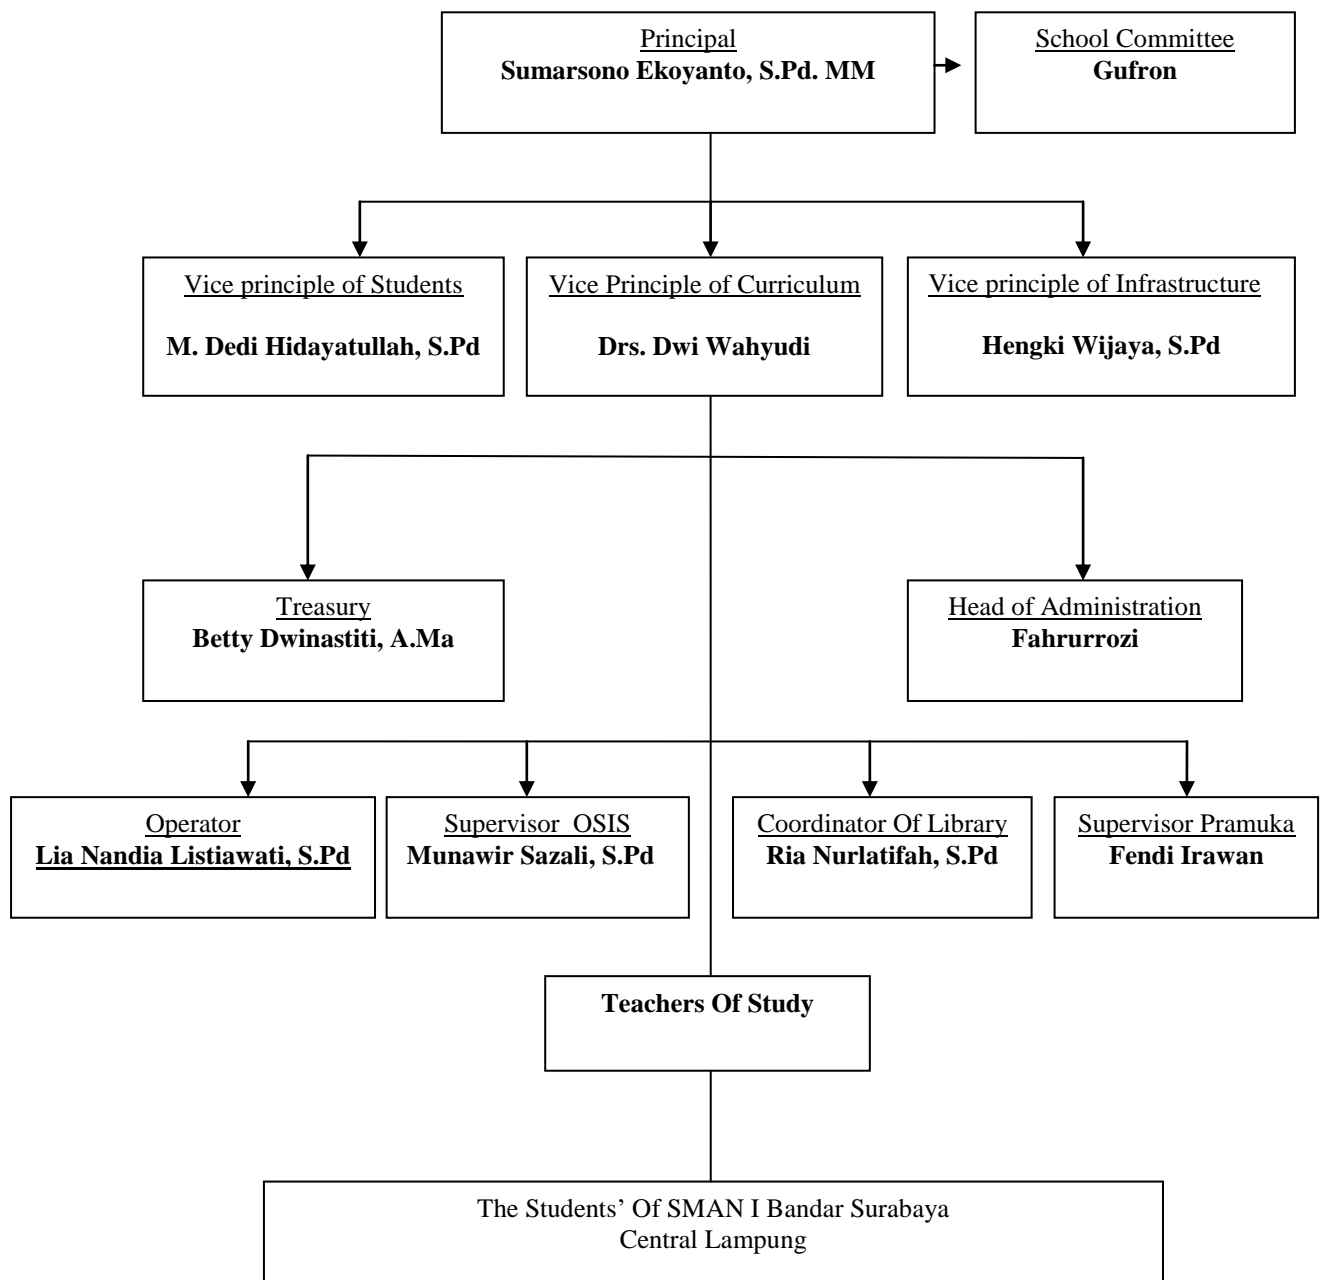 Principal
Sumarsono Ekoyanto, S.Pd. MM
School Committee
Gufron
Vice principle of Students
M. Dedi Hidayatullah, S.Pd
Vice Principle of Curriculum
Drs. Dwi Wahyudi
Vice principle of Infrastructure
Hengki Wijaya, S.Pd
Treasury
Betty Dwinastiti, A.Ma
Head of Administration
Fahrurrozi
Operator
Lia Nandia Listiawati, S.Pd
Supervisor OSIS
Munawir Sazali, S.Pd
Coordinator Of Library
Ria Nurlatifah, S.Pd
Supervisor Pramuka
Fendi Irawan
Teachers Of Study
The Students’ Of SMAN I Bandar Surabaya
Central Lampung